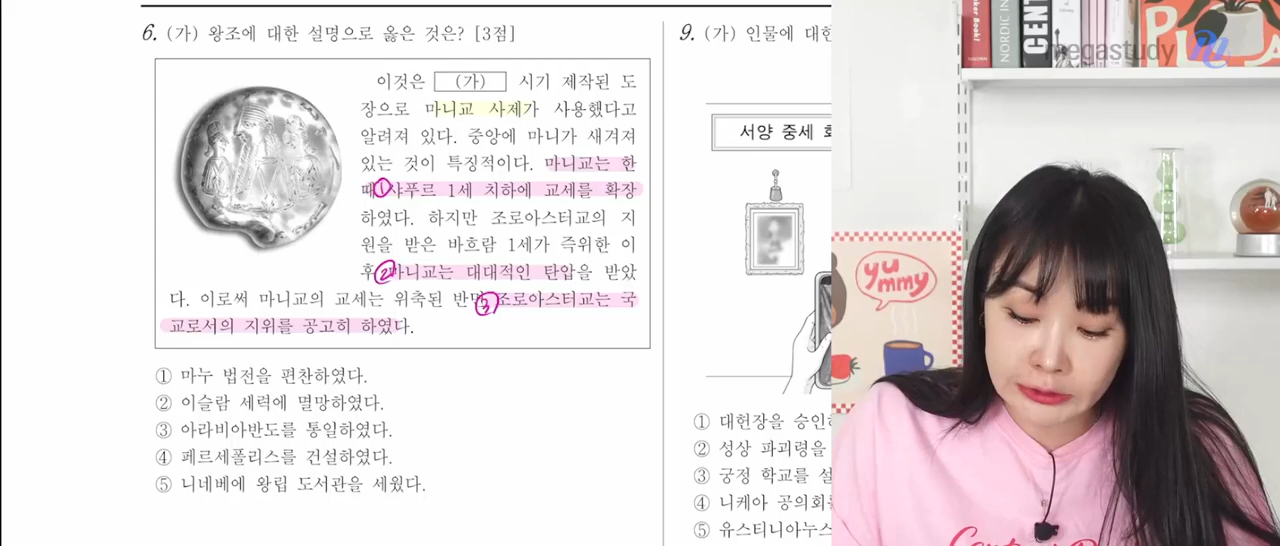 6. (가) 왕조에 대한 설명으로 옳은 것은? [3점]
이것은 (가) 시기 제작된 도
장으로 마니교 사제가 사용했다고
알려져 있다. 중앙에 마니가 새겨져
있는 것이 특징적이다. 마니교는 한
때 ① 샤푸르 1세 치하에 교세를 확장
하였다. 하지만 조로아스터교의 지
원을 받은 바흐람 1세가 즉위한 이
후 ② 마니교는 대대적인 탄압을 받았
다. 이로써 마니교의 교세는 위축된 반면 ③ 조로아스터교는 국
교로서의 지위를 공고히 하였다.
① 마누 법전을 편찬하였다.
② 이슬람 세력에 멸망하였다.
③ 아라비아반도를 통일하였다.
④ 페르세폴리스를 건설하였다.
⑤ 니네베에 왕립 도서관을 세웠다.
9. (가) 인물에 대한
서양 중세 회
① 대헌장을 승인하
② 성상 파괴령을
③ 궁정 학교를 설
④ 니케아 공의회를
⑤ 유스티니아누스
megastudy
NORDIC IN
CENT
PL
yu
mmy